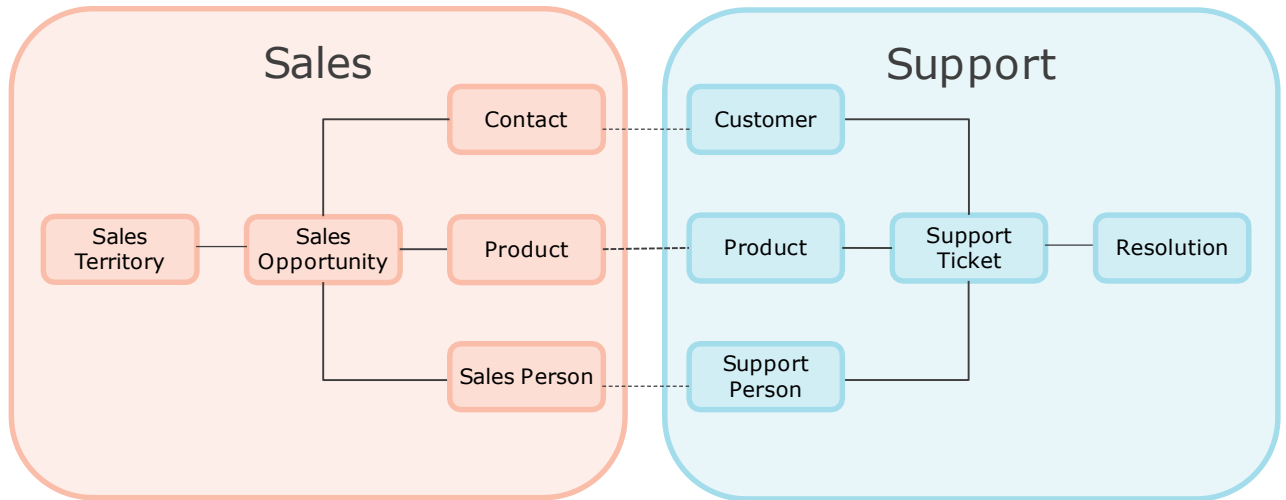 Sales
Support
Contact
Customer
Sales
Territory
Sales
Opportunity
Product
Product
Support
Ticket
Resolution
Sales Person
Support
Person